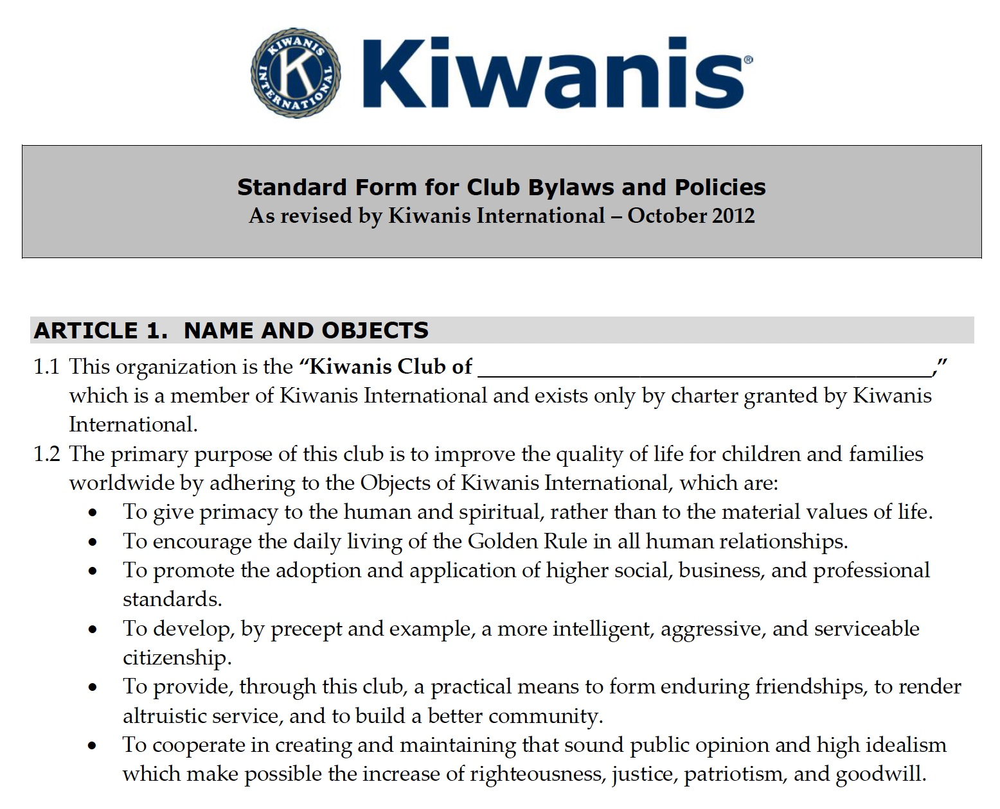 KIWANIS
INTERNATIONAL
K
Kiwanis®
Standard Form for Club Bylaws and Policies
As revised by Kiwanis International – October 2012
ARTICLE 1. NAME AND OBJECTS
1.1 This organization is the “Kiwanis Club of ________________________________________,”
which is a member of Kiwanis International and exists only by charter granted by Kiwanis
International.
1.2 The primary purpose of this club is to improve the quality of life for children and families
worldwide by adhering to the Objects of Kiwanis International, which are:
• To give primacy to the human and spiritual, rather than to the material values of life.
• To encourage the daily living of the Golden Rule in all human relationships.
• To promote the adoption and application of higher social, business, and professional
standards.
• To develop, by precept and example, a more intelligent, aggressive, and serviceable
citizenship.
• To provide, through this club, a practical means to form enduring friendships, to render
altruistic service, and to build a better community.
• To cooperate in creating and maintaining that sound public opinion and high idealism
which make possible the increase of righteousness, justice, patriotism, and goodwill.